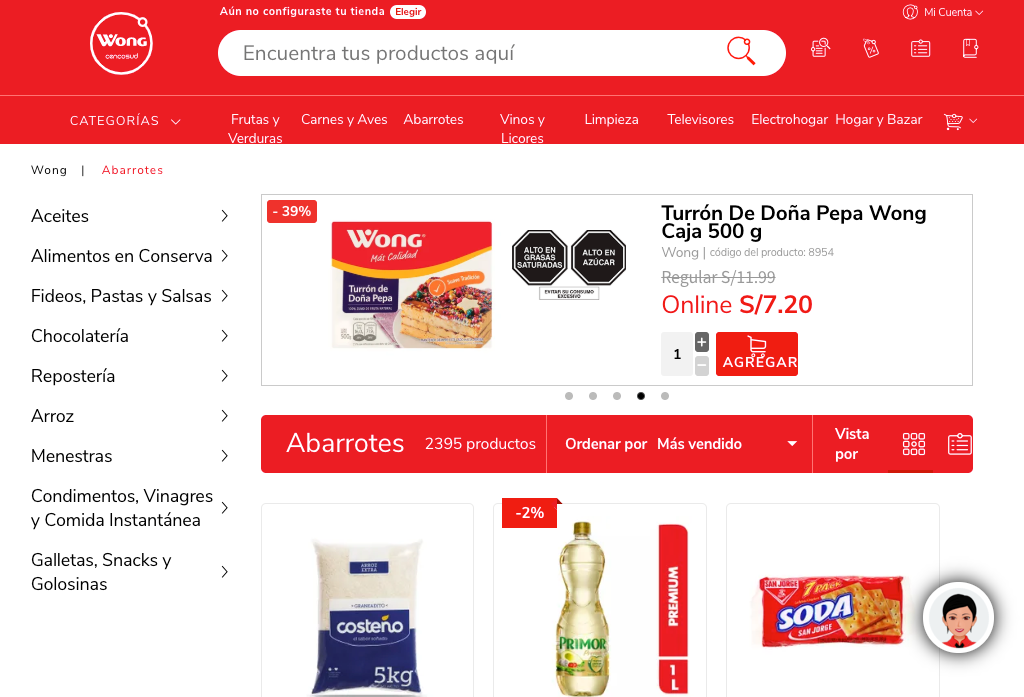 Aún no configuraste tu tienda Elegir
Mi Cuenta
Wong
cencosud
Encuentra tus productos aquí
CATEGORÍAS
Frutas y Verduras
Carnes y Aves
Abarrotes
Vinos y Licores
Limpieza
Televisores
Electrohogar
Hogar y Bazar
Wong | Abarrotes
Aceites
Alimentos en Conserva
Fideos, Pastas y Salsas
Chocolatería
Repostería
Arroz
Menestras
Condimentos, Vinagres
y Comida Instantánea
Galletas, Snacks y
Golosinas
- 39%
Wong
Más Calidad
Turrón de
Doña Pepa
ALTO EN
GRASAS
SATURADAS
ALTO EN
AZÚCAR
EVITAR SU CONSUMO
EXCESIVO
Turrón De Doña Pepa Wong
Caja 500 g
Wong | código del producto: 8954
Regular S/11.99
Online S/7.20
1
+
−
AGREGAR
Abarrotes
2395 productos
Ordenar por Más vendido
Vista
por
ARROZ
EXTRA
GRANEADITO
costeño
5kg
-2%
PRIMOR
PREMIUM
1 L
SAN JORGE
7 PACK
SODA
SAN JORGE